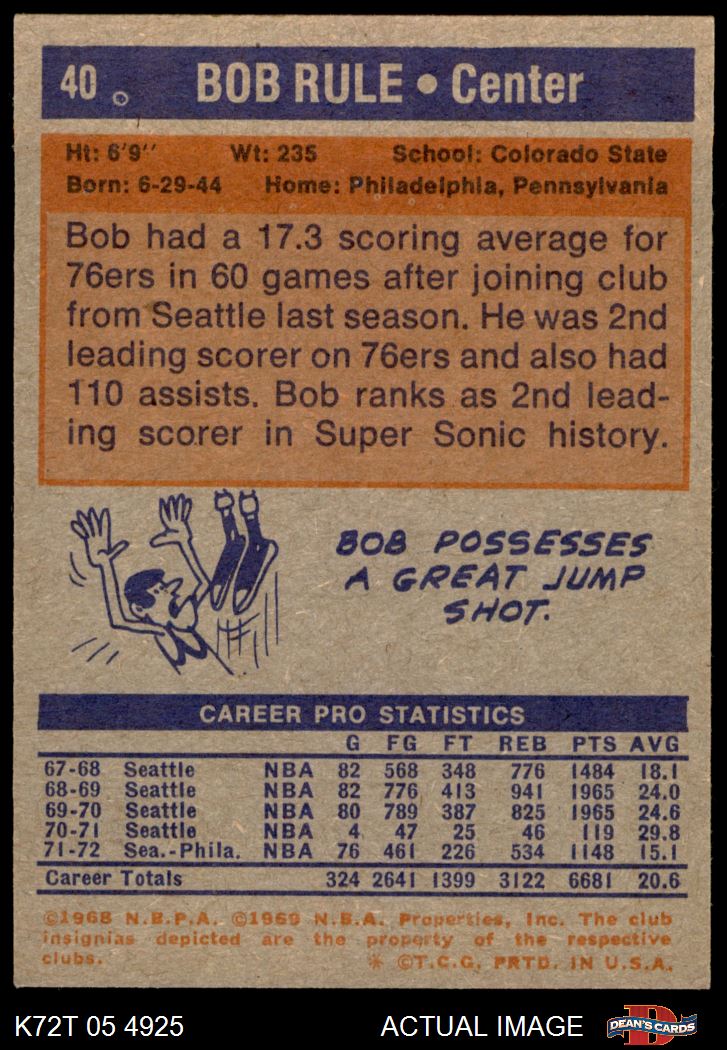 40 BOB RULE • Center
Ht: 6'9'' Wt: 235 School: Colorado State
Born: 6-29-44 Home: Philadelphia, Pennsylvania
Bob had a 17.3 scoring average for
76ers in 60 games after joining club
from Seattle last season. He was 2nd
leading scorer on 76ers and also had
110 assists. Bob ranks as 2nd lead-
ing scorer in Super Sonic history.
BOB POSSESSES
A GREAT JUMP
SHOT.
CAREER PRO STATISTICS
G FG FT REB PTS AVG
67-68 Seattle NBA 82 568 348 776 1484 18.1
68-69 Seattle NBA 82 776 413 941 1965 24.0
69-70 Seattle NBA 80 789 387 825 1965 24.6
70-71 Seattle NBA 4 47 25 46 119 29.8
71-72 Sea.-Phila. NBA 76 461 226 534 1148 15.1
Career Totals 324 2641 1399 3122 6681 20.6
©1968 N.B.P.A. ©1969 N.B.A. Properties, Inc. The club
insignias depicted are the property of the respective
clubs. * ©T.C.G. PRTD. IN U.S.A.
K72T 05 4925 ACTUAL IMAGE D DEAN'S CARDS